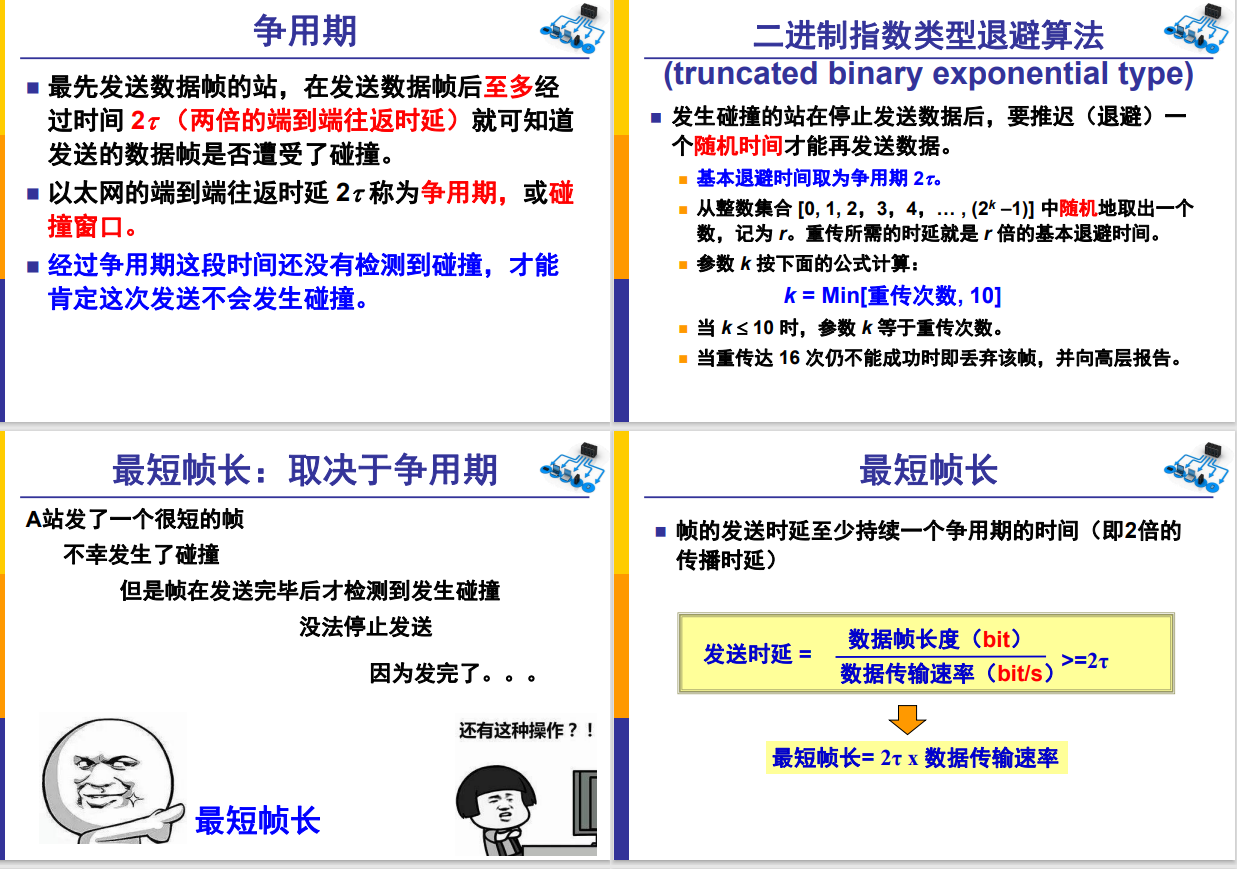 争用期
最先发送数据帧的站，在发送数据帧后至多经
过时间 2τ（两倍的端到端往返时延）就可知道
发送的数据帧是否遭受了碰撞。
以太网的端到端往返时延 2τ 称为争用期，或碰
撞窗口。
经过争用期这段时间还没有检测到碰撞，才能
肯定这次发送不会发生碰撞。
二进制指数类型退避算法
(truncated binary exponential type)
发生碰撞的站在停止发送数据后，要推迟（退避）一
个随机时间才能再发送数据。
基本退避时间取为争用期 2τ。
从整数集合 [0, 1, 2，3，4，… , (2ᵏ –1)] 中随机地取出一个
数，记为 r。重传所需的时延就是 r 倍的基本退避时间。
参数 k 按下面的公式计算：
k = Min[重传次数, 10]
当 k ≤ 10 时，参数 k 等于重传次数。
当重传达 16 次仍不能成功时即丢弃该帧，并向高层报告。
最短帧长：取决于争用期
A站发了一个很短的帧
不幸发生了碰撞
但是帧在发送完毕后才检测到发生碰撞
没法停止发送
因为发完了。。。
还有这种操作？！
最短帧长
最短帧长
帧的发送时延至少持续一个争用期的时间（即2倍的
传播时延）
数据帧长度（bit）
发送时延 = >=2τ
数据传输速率（bit/s）
最短帧长= 2τ x 数据传输速率